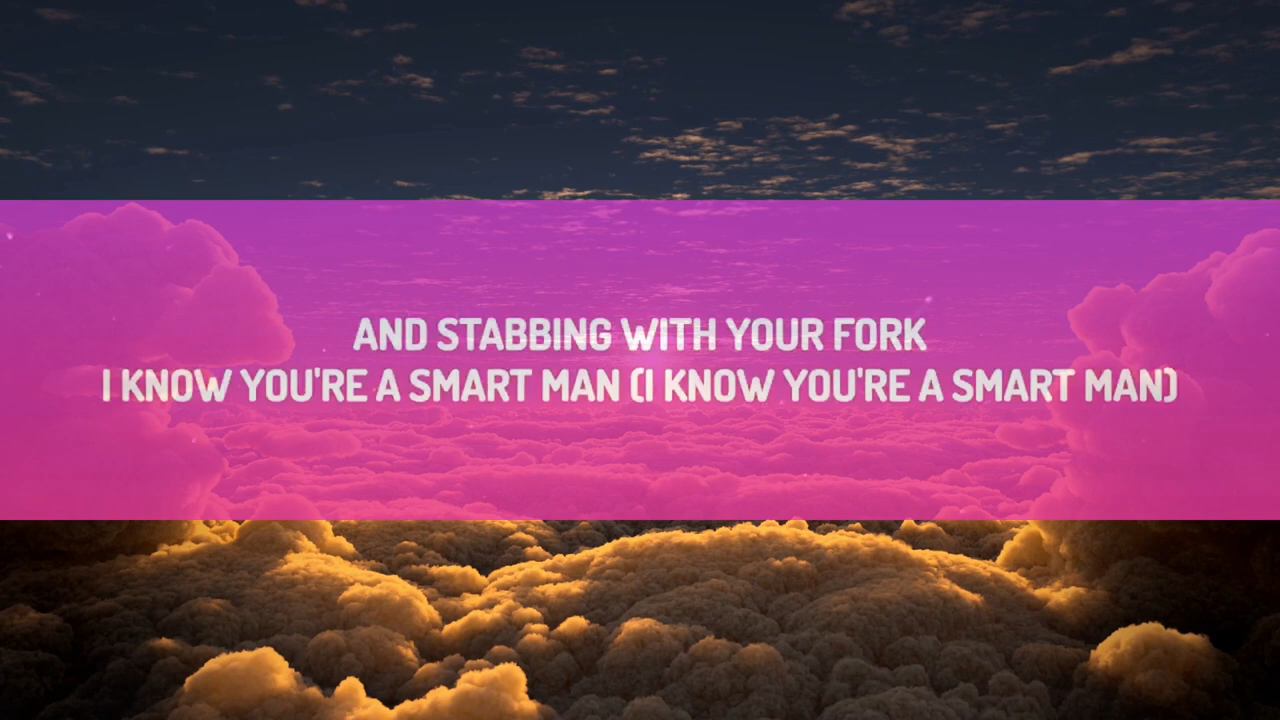 AND STABBING WITH YOUR FORK
I KNOW YOU'RE A SMART MAN (I KNOW YOU'RE A SMART MAN)